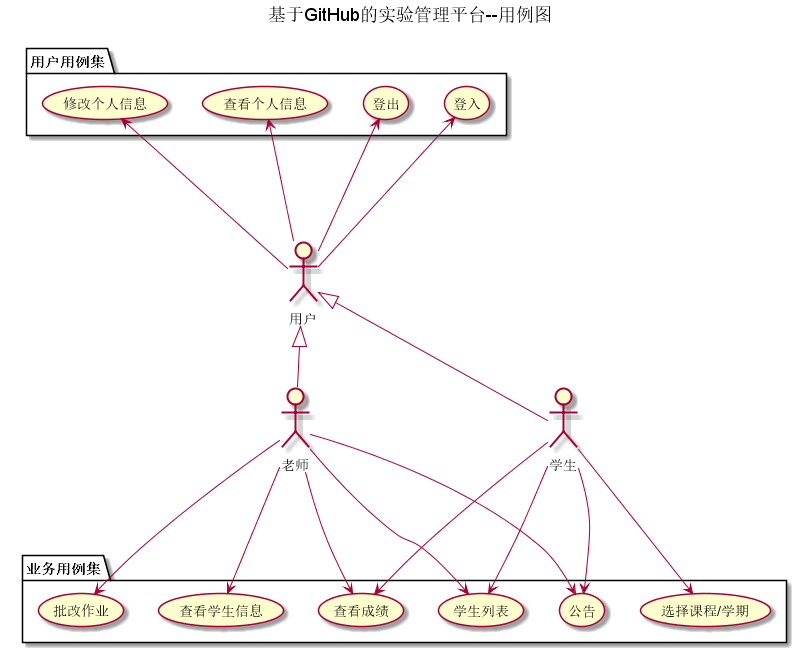 基于GitHub的实验管理平台--用例图
用户用例集
修改个人信息
查看个人信息
登出
登入
用户
老师
学生
业务用例集
批改作业
查看学生信息
查看成绩
学生列表
公告
选择课程/学期